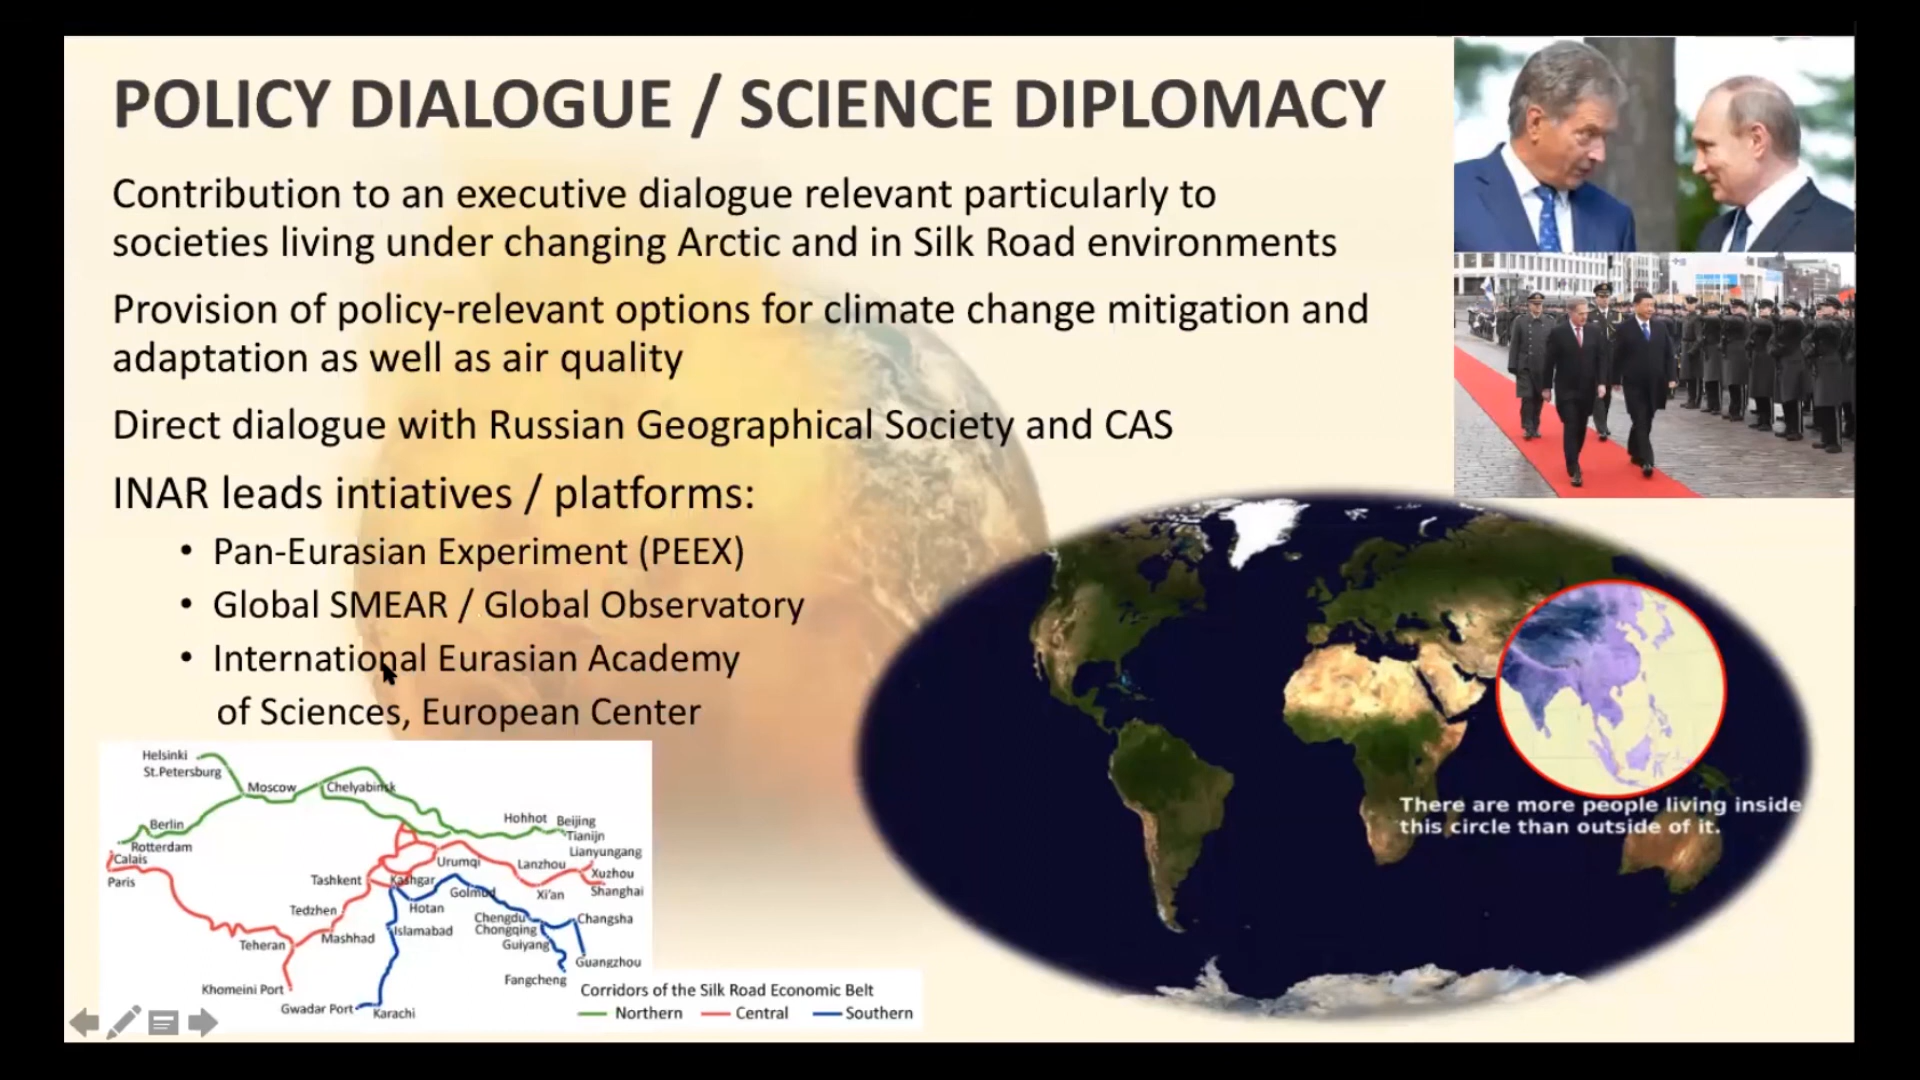 POLICY DIALOGUE / SCIENCE DIPLOMACY
Contribution to an executive dialogue relevant particularly to
societies living under changing Arctic and in Silk Road environments
Provision of policy-relevant options for climate change mitigation and
adaptation as well as air quality
Direct dialogue with Russian Geographical Society and CAS
INAR leads intiatives / platforms:
• Pan-Eurasian Experiment (PEEX)
• Global SMEAR / Global Observatory
• International Eurasian Academy
of Sciences, European Center
There are more people living inside
this circle than outside of it.
Helsinki
St.Petersburg
Moscow
Chelyabinsk
Berlin
Rotterdam
Calais
Paris
Hohhot
Beijing
Tianijn
Lianyungang
Urumqi
Lanzhou
Xuzhou
Tashkent
Kashgar
Golmud
Xi'an
Shanghai
Tedzhen
Hotan
Chengdu
Changsha
Teheran
Mashhad
Islamabad
Chongqing
Guiyang
Guangzhou
Khomeini Port
Fangcheng
Gwadar Port
Karachi
Corridors of the Silk Road Economic Belt
Northern
Central
Southern